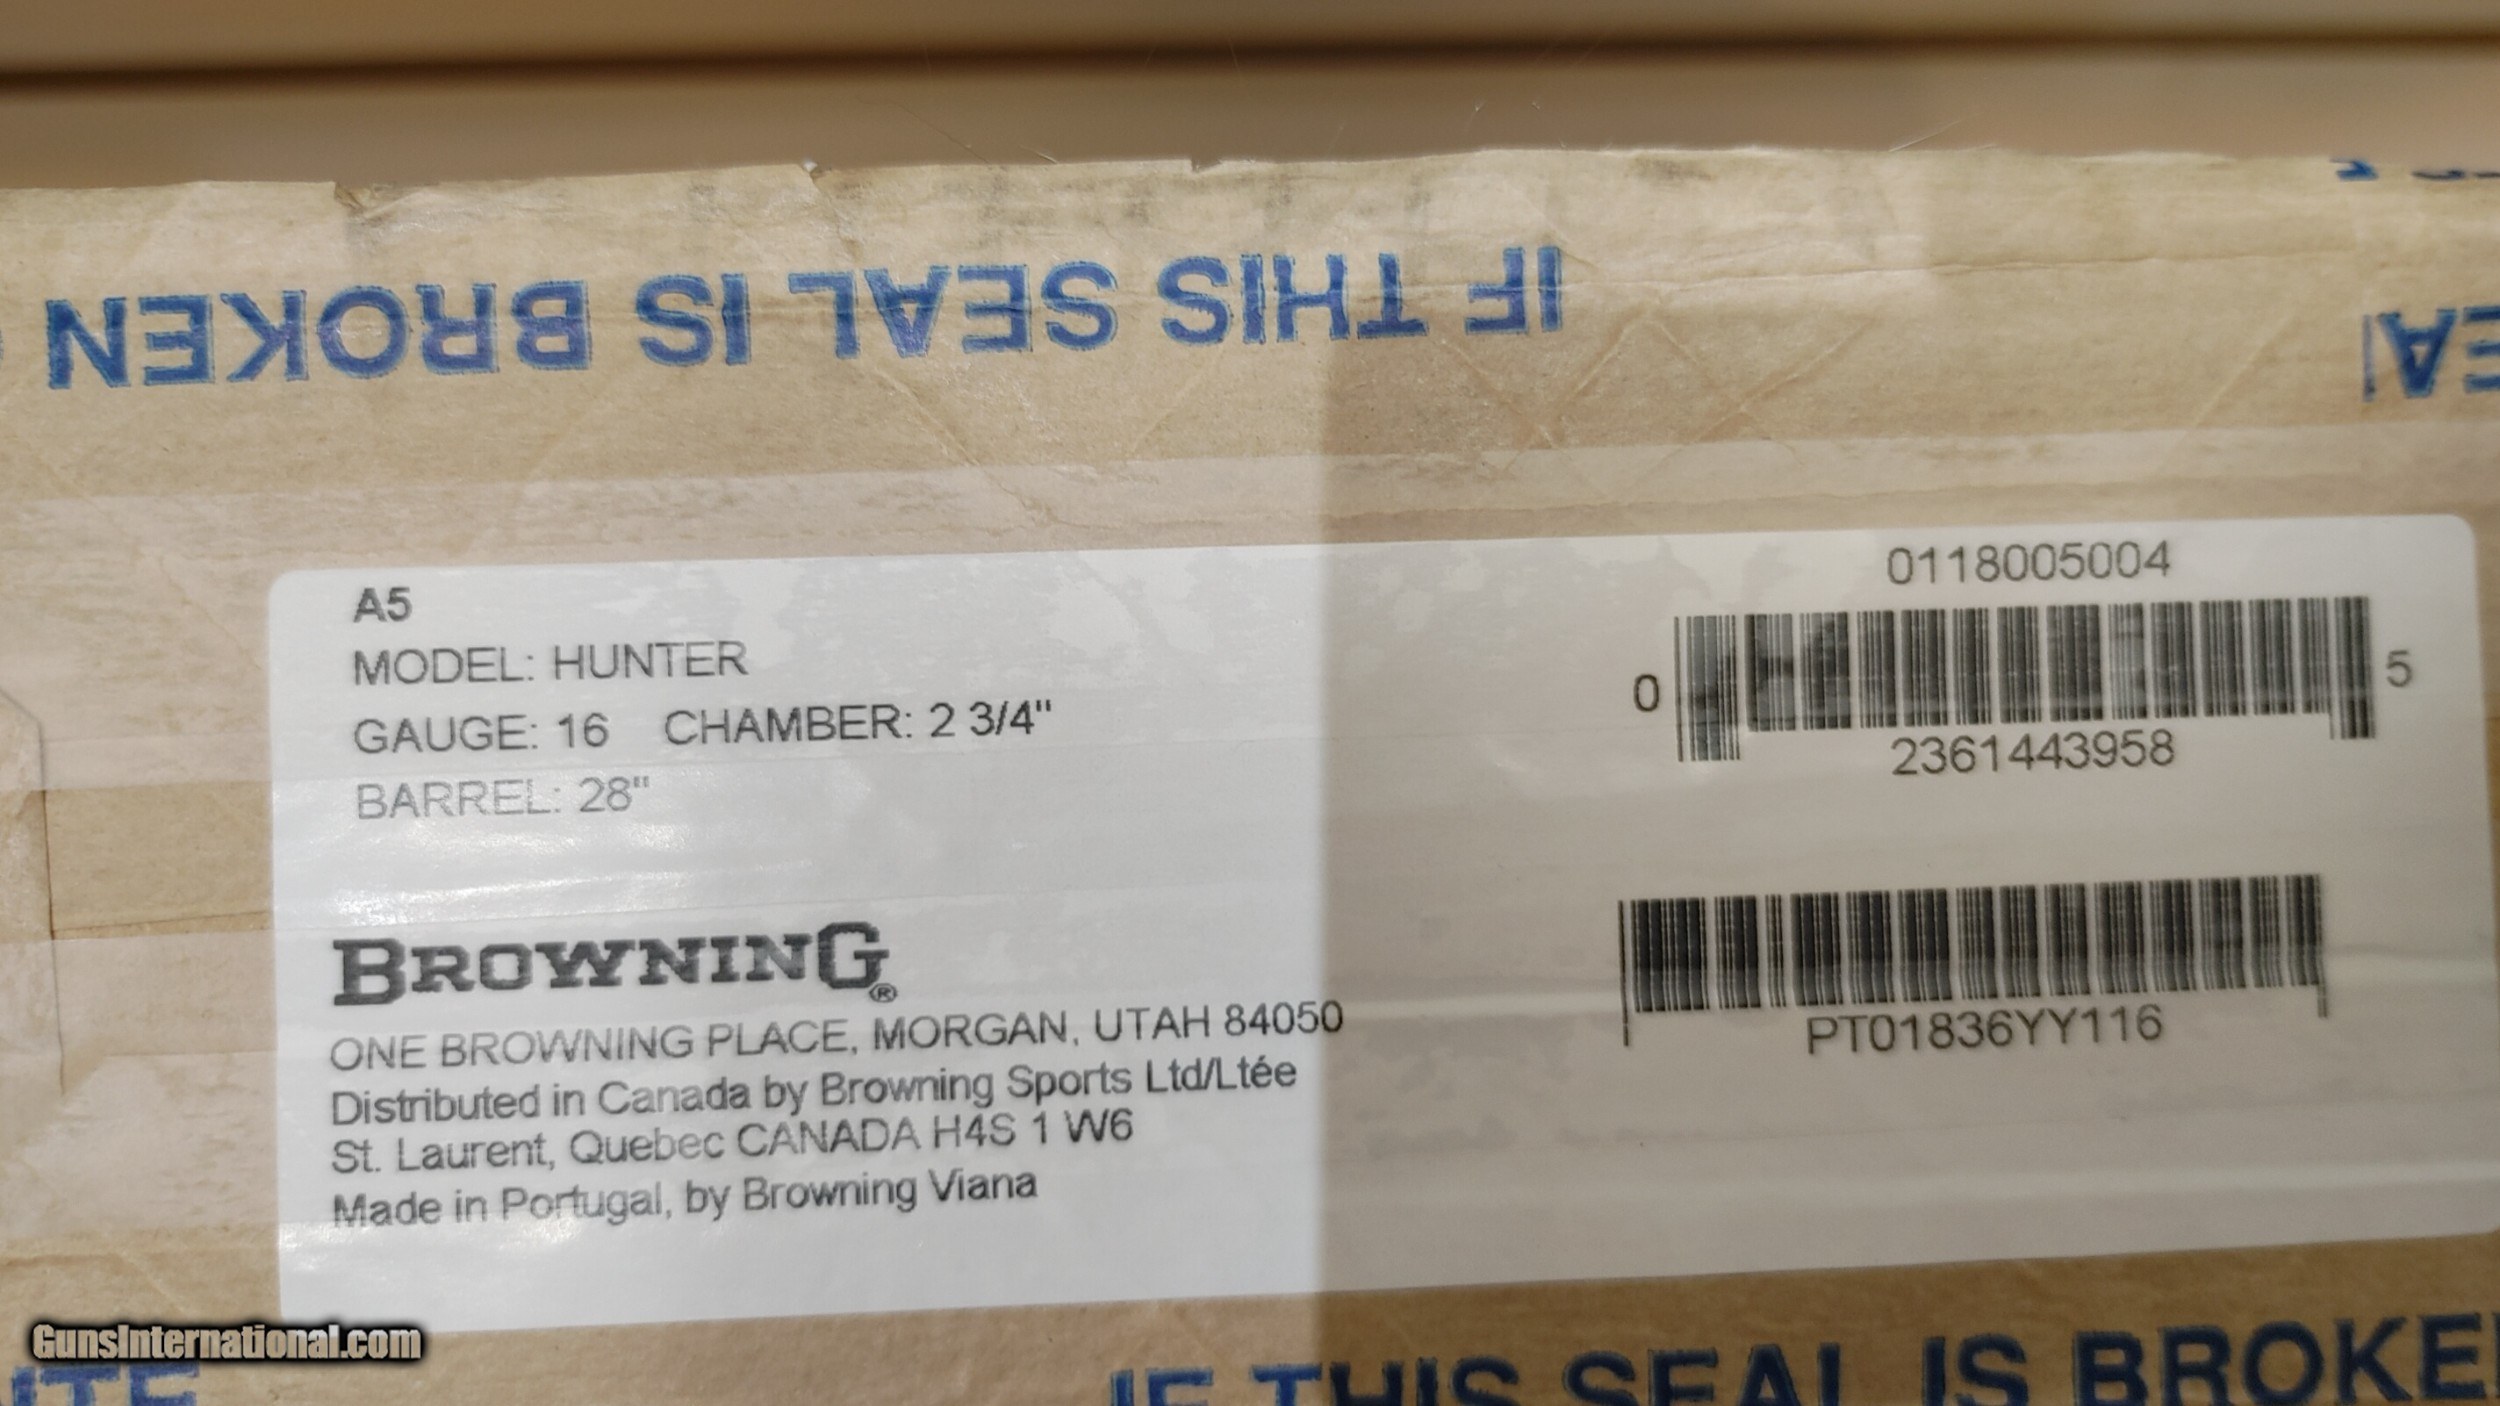 IF THIS SEAL IS BROKEN
A5
MODEL: HUNTER
GAUGE: 16 CHAMBER: 2 3/4"
BARREL: 28"
BROWNING®
ONE BROWNING PLACE, MORGAN, UTAH 84050
Distributed in Canada by Browning Sports Ltd/Ltée
St. Laurent, Quebec CANADA H4S 1 W6
Made in Portugal, by Browning Viana
0118005004
0 2361443958 5
PT01836YY116
IF THIS SEAL IS BROKE
GunsInternational.com